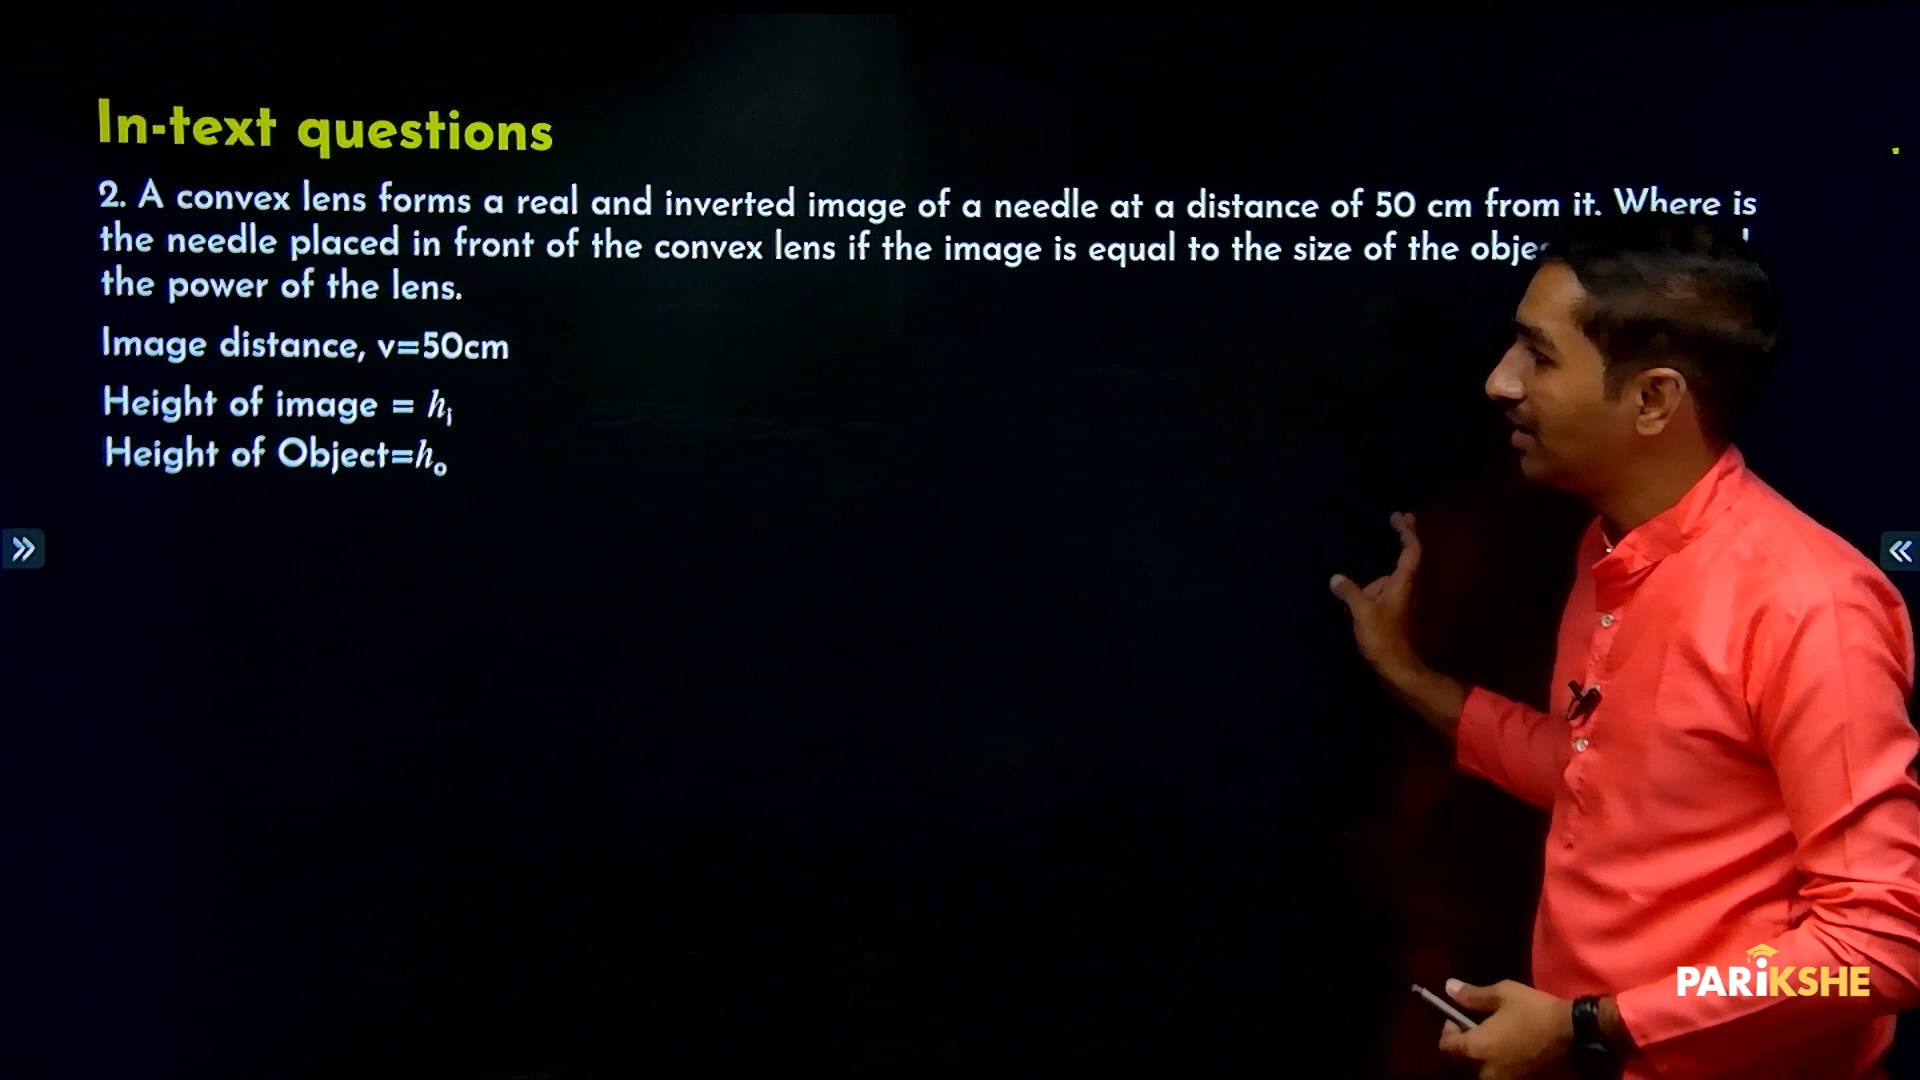 In-text questions
2. A convex lens forms a real and inverted image of a needle at a distance of 50 cm from it. Where is
the needle placed in front of the convex lens if the image is equal to the size of the
the power of the lens.
Image distance, v=50cm
Height of image = hᵢ
Height of Object=hₒ
PARiKSHE